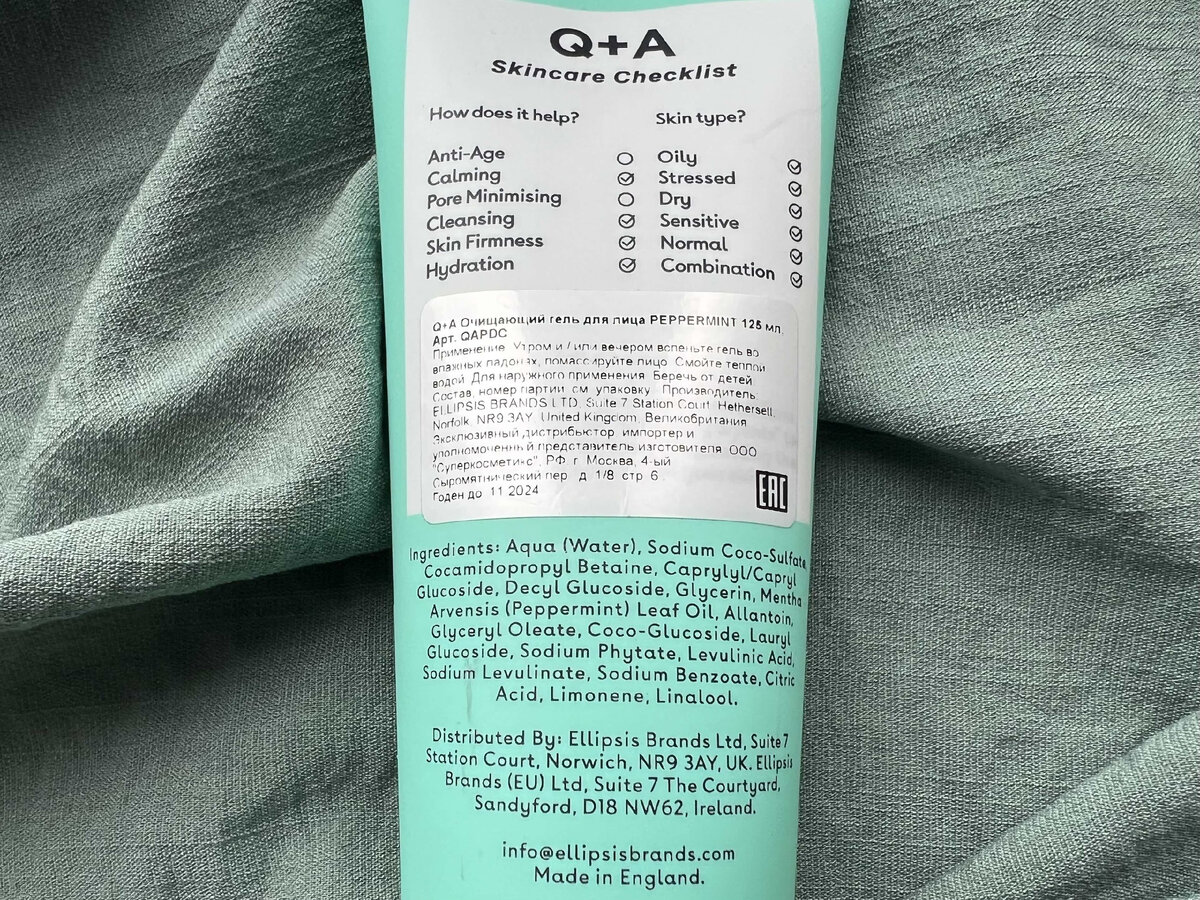 Q+A
Skincare Checklist
How does it help? Skin type?
Anti-Age Oily
Calming Stressed
Pore Minimising Dry
Cleansing Sensitive
Skin Firmness Normal
Hydration Combination
Q+A Очищающий гель для лица PEPPERMINT 125 мл.
Арт. QAPDC
Применение: Утром и / или вечером вспеньте гель во
влажных ладонях, помассируйте лицо. Смойте теплой
водой. Для наружного применения. Беречь от детей.
Состав, номер партии: см. упаковку. Производитель:
ELLIPSIS BRANDS LTD, Suite 7 Station Court, Hethersell,
Norfolk, NR9 3AY, United Kingdom, Великобритания
Эксклюзивный дистрибьютор, импортер и
уполномоченный представитель изготовителя: ООО
"Суперкосметикс", РФ, г. Москва, 4-ый
Сыромятнический пер., д. 1/8 стр. 6
Годен до: 11 2024
EAC
Ingredients: Aqua (Water), Sodium Coco-Sulfate,
Cocamidopropyl Betaine, Caprylyl/Capryl
Glucoside, Decyl Glucoside, Glycerin, Mentha
Arvensis (Peppermint) Leaf Oil, Allantoin,
Glyceryl Oleate, Coco-Glucoside, Lauryl
Glucoside, Sodium Phytate, Levulinic Acid,
Sodium Levulinate, Sodium Benzoate, Citric
Acid, Limonene, Linalool.
Distributed By: Ellipsis Brands Ltd, Suite 7
Station Court, Norwich, NR9 3AY, UK. Ellipsis
Brands (EU) Ltd, Suite 7 The Courtyard,
Sandyford, D18 NW62, Ireland.
info@ellipsisbrands.com
Made in England.